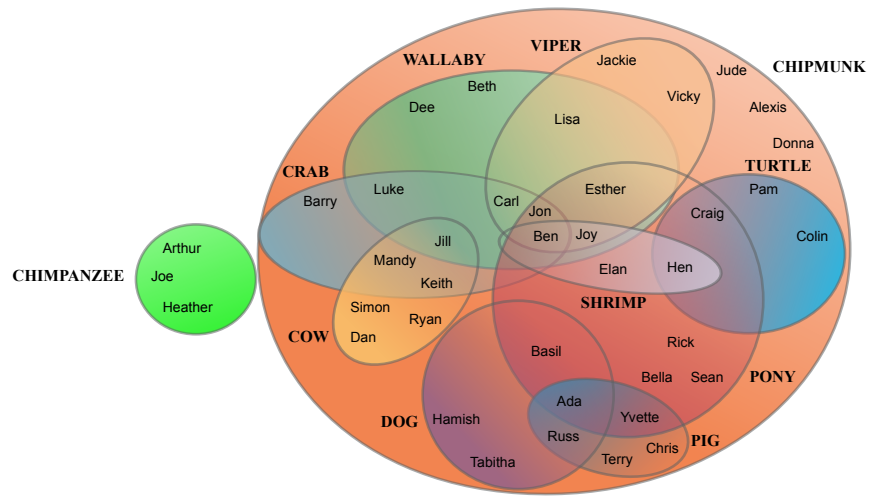 VIPER
WALLABY
Jackie
CHIPMUNK
Jude
Beth
Vicky
Dee
Alexis
Lisa
Donna
TURTLE
CRAB
Luke
Esther
Pam
Barry
Carl
Jon
Craig
Arthur
Jill
Ben
Joy
Colin
Mandy
CHIMPANZEE
Joe
Elan
Hen
Keith
Heather
Simon
SHRIMP
Ryan
COW
Dan
Rick
Basil
Bella
Sean
PONY
Ada
DOG
Hamish
Yvette
Russ
PIG
Chris
Tabitha
Terry